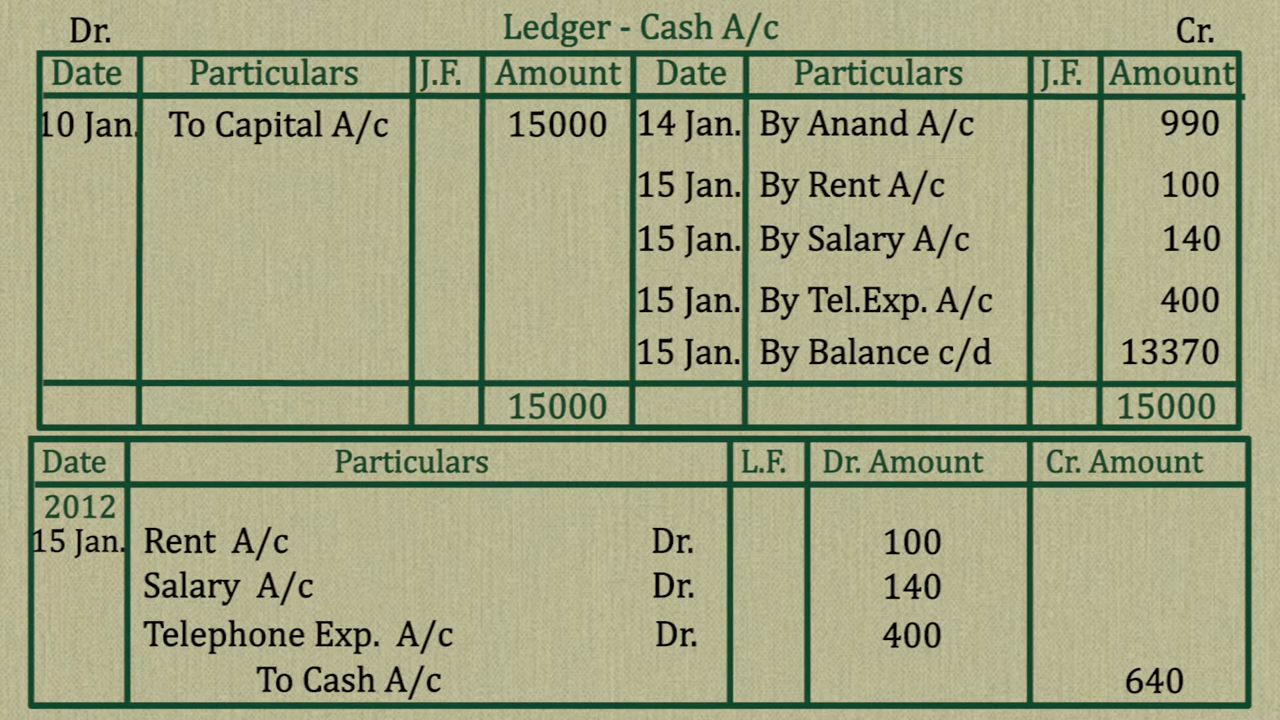 Dr. Ledger - Cash A/c Cr.
Date Particulars J.F. Amount Date Particulars J.F. Amount
10 Jan. To Capital A/c 15000 14 Jan. By Anand A/c 990
15 Jan. By Rent A/c 100
15 Jan. By Salary A/c 140
15 Jan. By Tel.Exp. A/c 400
15 Jan. By Balance c/d 13370
15000 15000
Date Particulars L.F. Dr. Amount Cr. Amount
2012
15 Jan. Rent A/c Dr. 100
Salary A/c Dr. 140
Telephone Exp. A/c Dr. 400
To Cash A/c 640